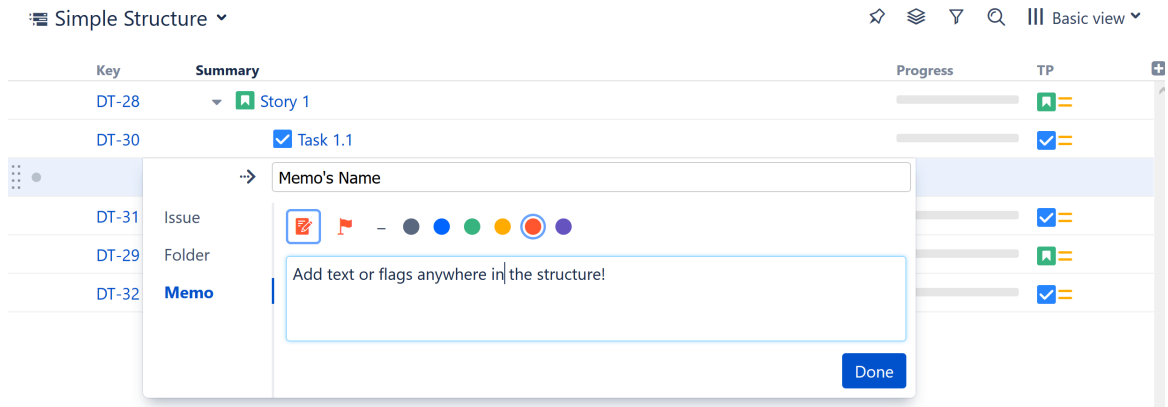 Simple Structure
Basic view
Key Summary Progress TP
DT-28 Story 1
DT-30 Task 1.1
Memo's Name
DT-31 Issue
DT-29 Folder
DT-32 Memo
Add text or flags anywhere in the structure!
Done